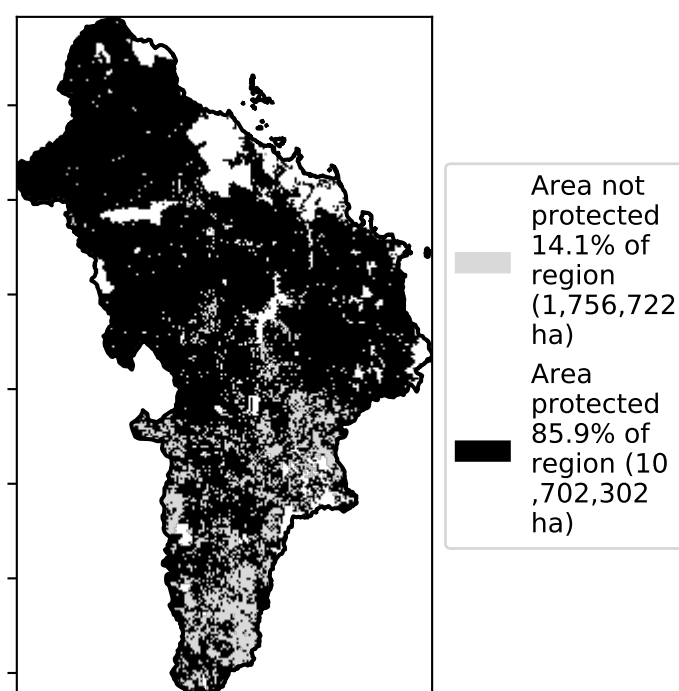 Area not
protected
14.1% of
region
(1,756,722
ha)
Area
protected
85.9% of
region (10
,702,302
ha)